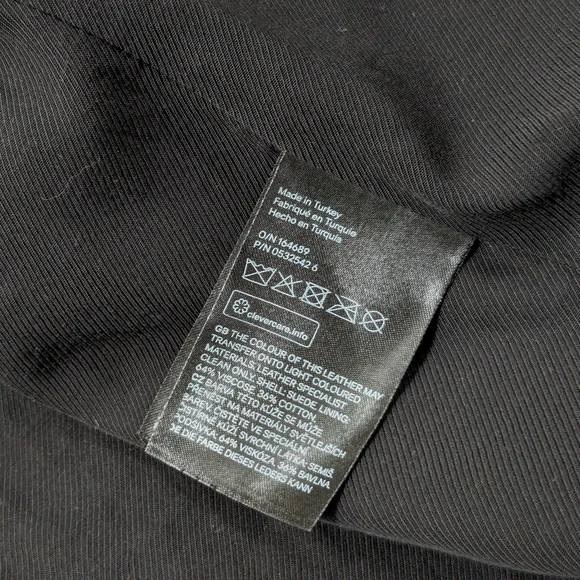 Made in Turkey
Fabriqué en Turquie
Hecho en Turquía
O/N 164689
P/N 0532542 6
clevercare.info
GB THE COLOUR OF THIS LEATHER MAY
TRANSFER ONTO LIGHT COLOURED
MATERIALS. LEATHER SPECIALIST
CLEAN ONLY. SHELL: SUEDE. LINING:
64% VISCOSE, 36% COTTON.
CZ BARVA TÉTO KŮŽE SE MŮŽE
PŘENÉST NA MATERIÁLY SVĚTLEJŠÍCH
BAREV. ČISTĚTE VE SPECIÁLNÍ
ČISTÍRNĚ KŮŽÍ. SVRCHNÍ LÁTKA: SEMIŠ.
PODŠÍVKA: 64% VISKÓZA, 36% BAVLNA.
DE DIE FARBE DIESES LEDERS KANN